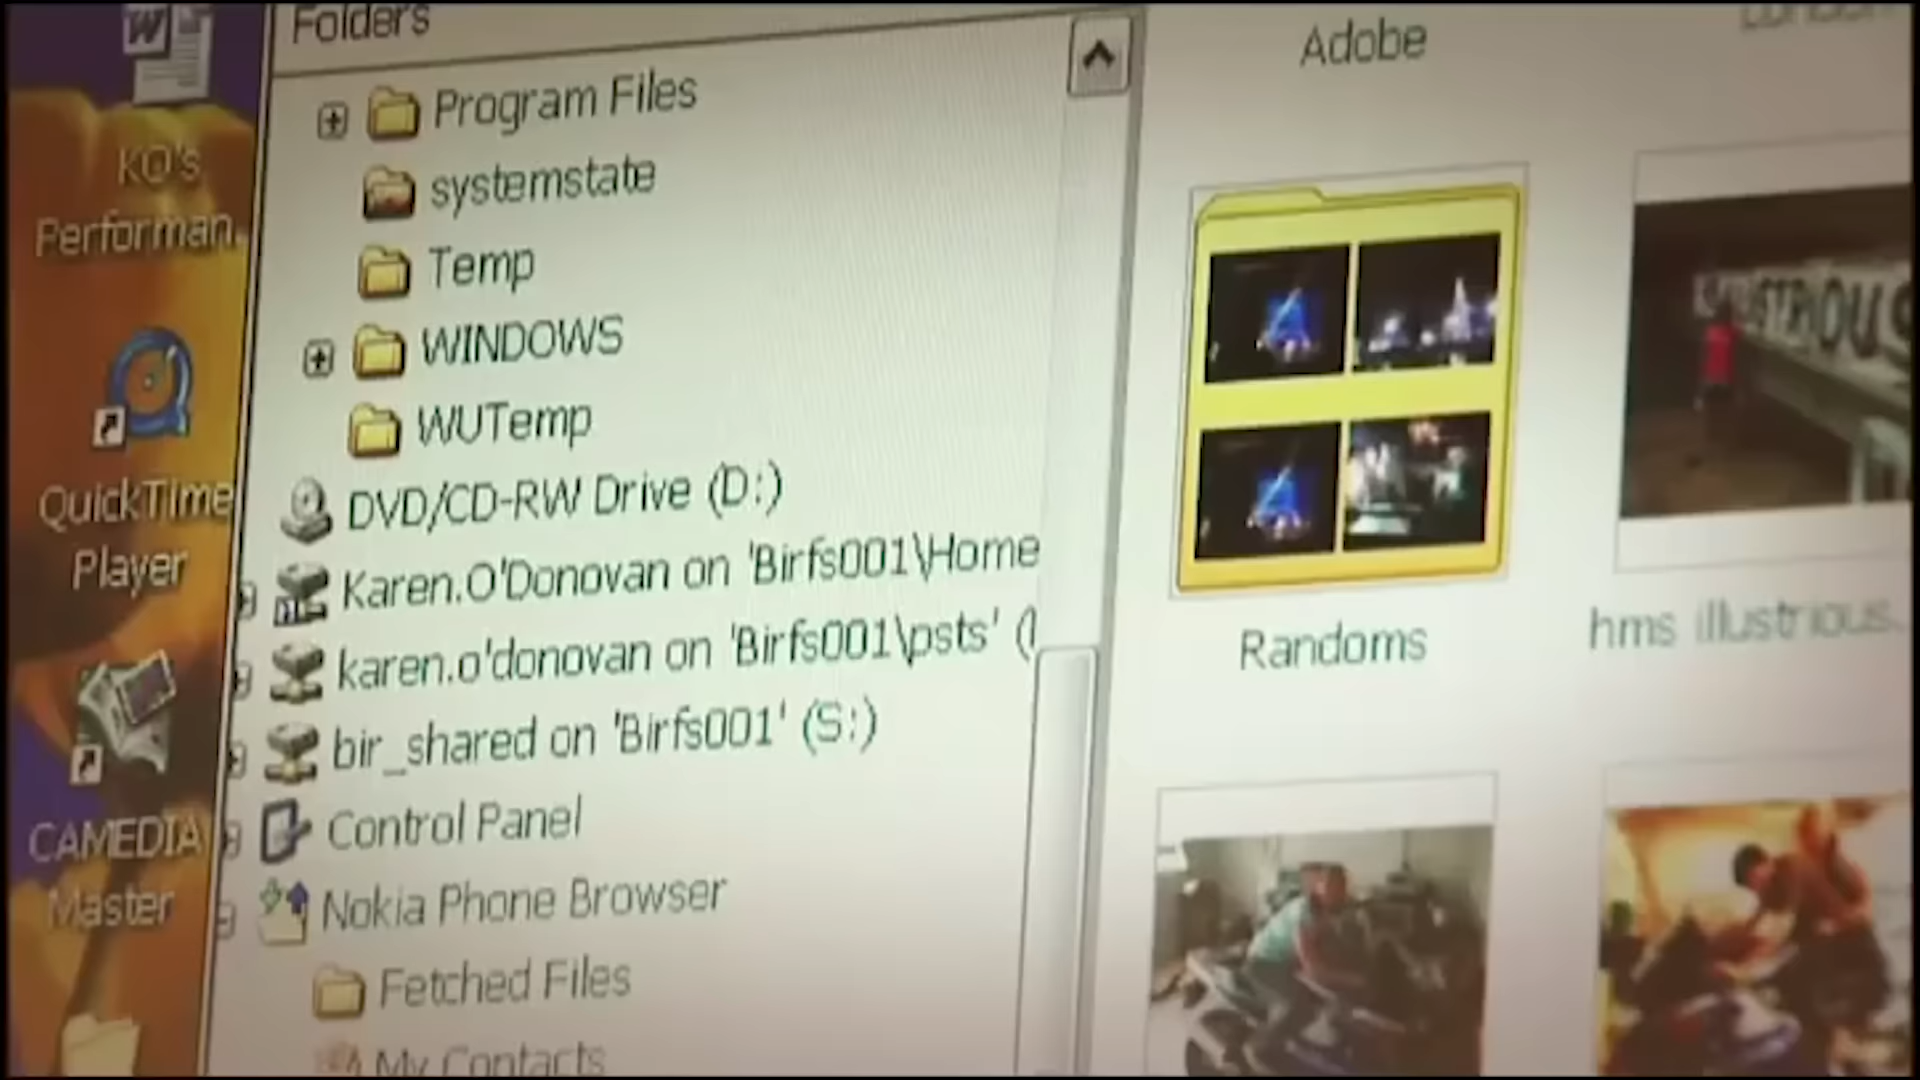 KO's
Performan.
QuickTime
Player
CAMEDIA
Master
Folders
Program Files
systemstate
Temp
WINDOWS
WUTemp
DVD/CD-RW Drive (D:)
Karen.O'Donovan on 'Birfs001\Home
karen.o'donovan on 'Birfs001\psts' (
bir_shared on 'Birfs001' (S:)
Control Panel
Nokia Phone Browser
Fetched Files
My Contacts
Adobe
Randoms
hms illustrious.